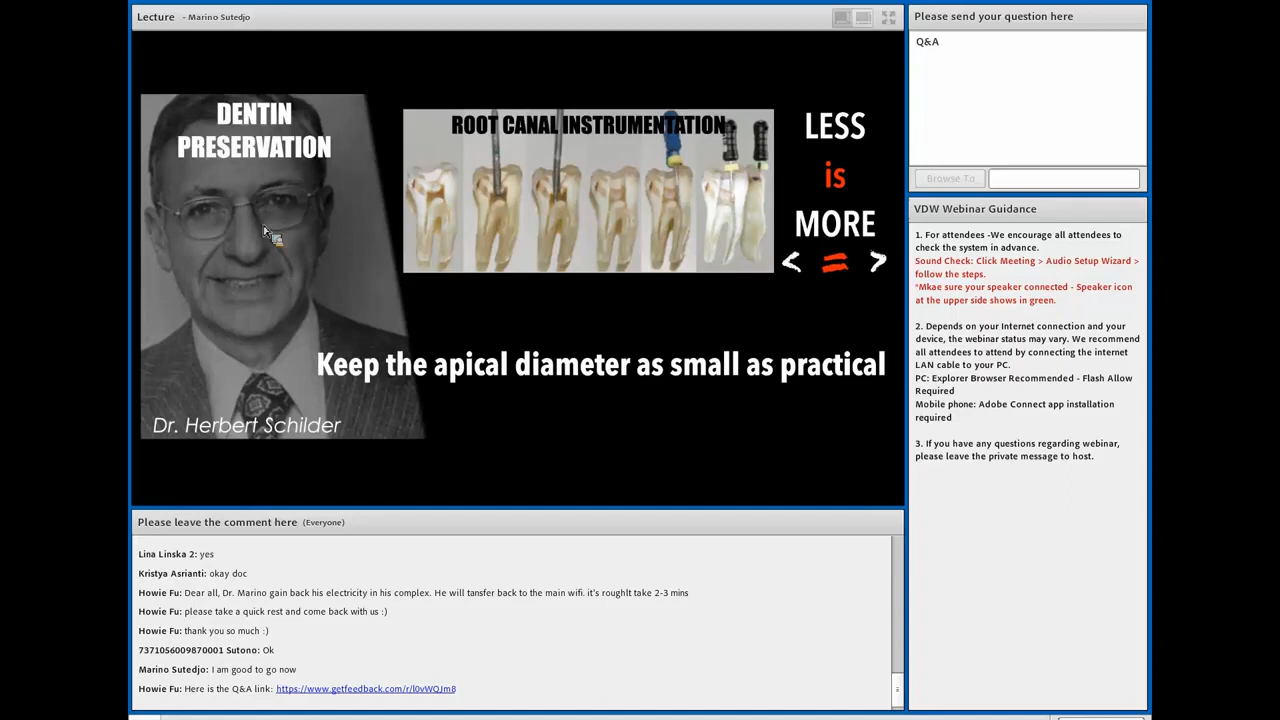 Lecture - Marino Sutedjo
DENTIN
PRESERVATION
Dr. Herbert Schilder
ROOT CANAL INSTRUMENTATION
LESS
is
MORE
< = >
Keep the apical diameter as small as practical
Please send your question here
Q&A
Browse To
VDW Webinar Guidance
1. For attendees -We encourage all attendees to
check the system in advance.
Sound Check: Click Meeting > Audio Setup Wizard >
follow the steps.
*Mkae sure your speaker connected - Speaker icon
at the upper side shows in green.
2. Depends on your Internet connection and your
device, the webinar status may vary. We recommend
all attendees to attend by connecting the internet
LAN cable to your PC.
PC: Explorer Browser Recommended - Flash Allow
Required
Mobile phone: Adobe Connect app installation
required
3. If you have any questions regarding webinar,
please leave the private message to host.
Please leave the comment here (Everyone)
Lina Linska 2: yes
Kristya Asrianti: okay doc
Howie Fu: Dear all, Dr. Marino gain back his electricity in his complex. He will tansfer back to the main wifi. it's roughlt take 2-3 mins
Howie Fu: please take a quick rest and come back with us :)
Howie Fu: thank you so much :)
7371056009870001 Sutono: Ok
Marino Sutedjo: I am good to go now
Howie Fu: Here is the Q&A link: https://www.getfeedback.com/r/l0vWQJm8